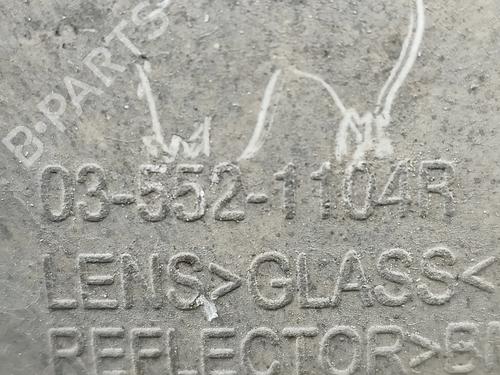 B-PARTS
03-552-1104R
LENS>GLASS<
REFLECTOR>